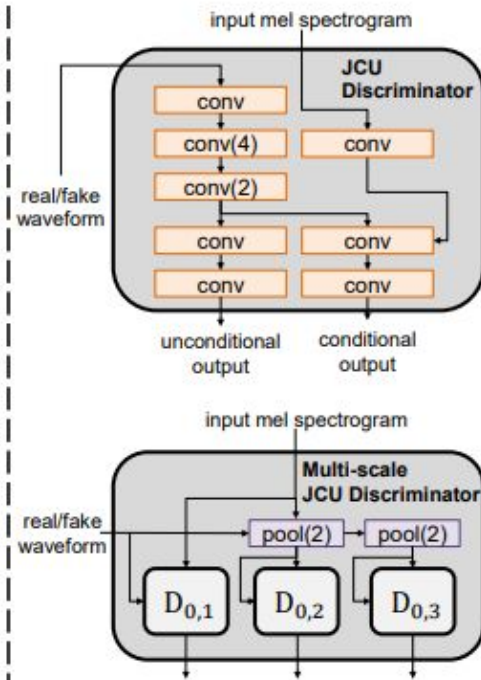 input mel spectrogram
JCU
Discriminator
conv
conv(4)
conv
conv(2)
real/fake
waveform
conv
conv
conv
conv
unconditional
output
conditional
output
input mel spectrogram
Multi-scale
JCU Discriminator
real/fake
waveform
pool(2)
pool(2)
D0,1
D0,2
D0,3